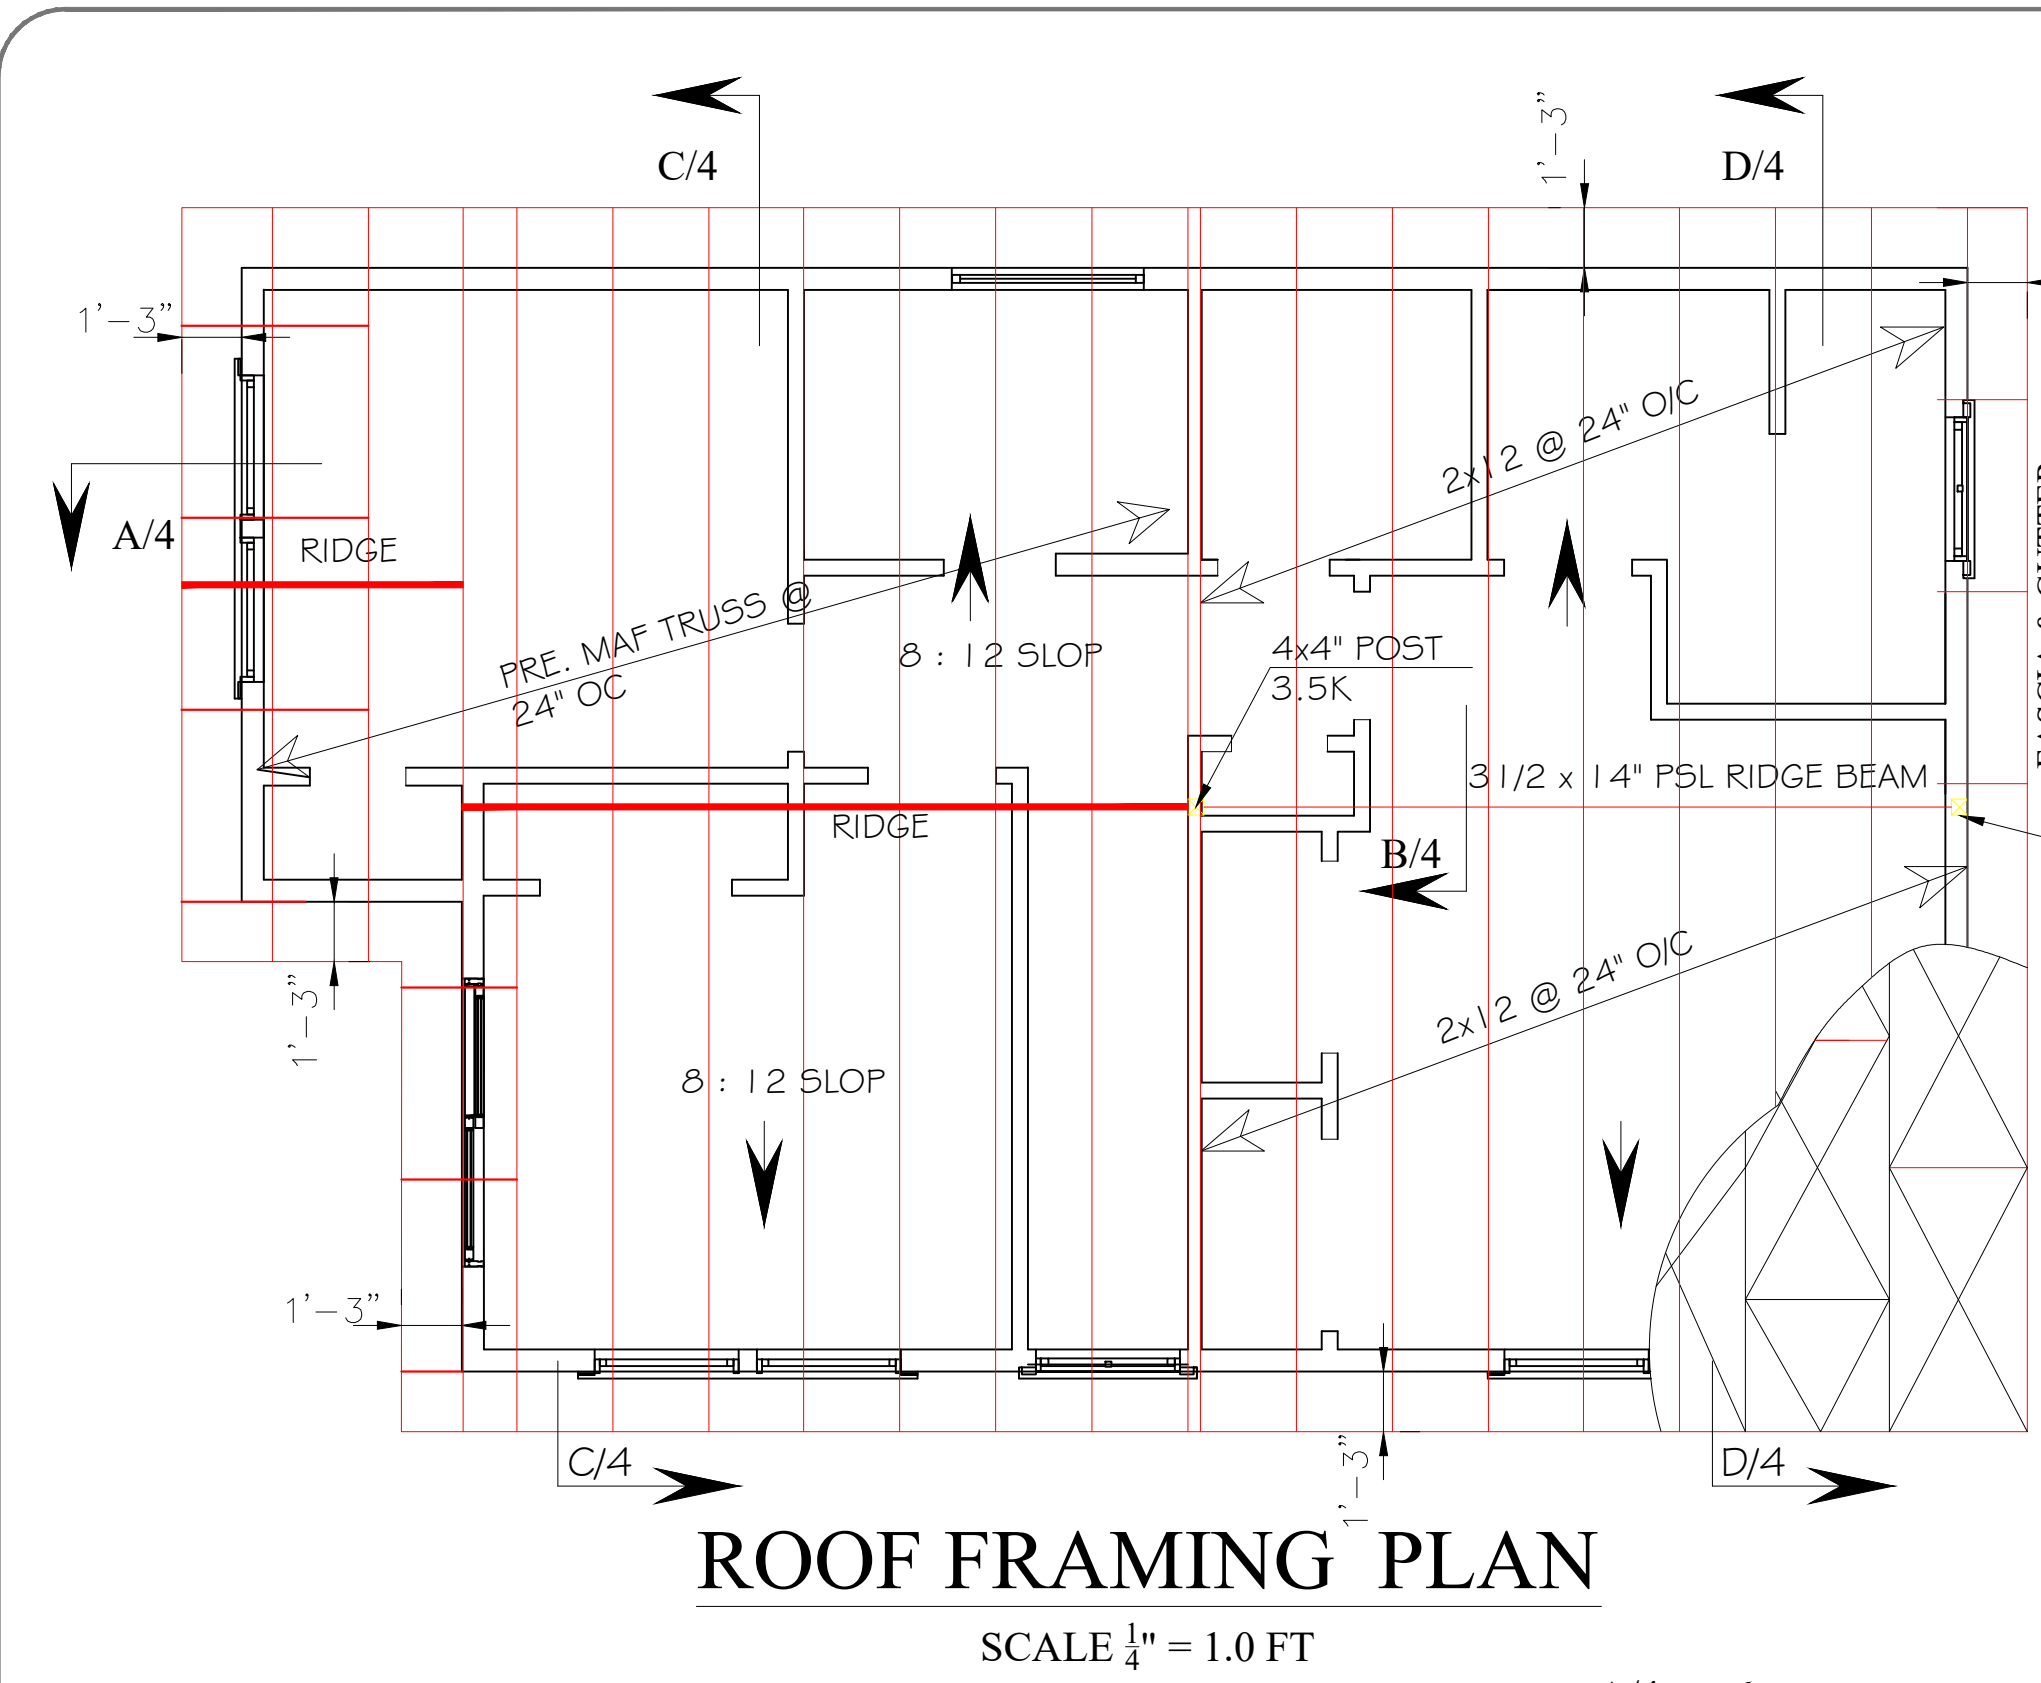 1'-3"
C/4
D/4
1'-3"
2x12 @ 24" O/C
A/4
RIDGE
PRE. MAF TRUSS @
24" OC
8 : 12 SLOP
4x4" POST
3.5K
3 1/2 x 14" PSL RIDGE BEAM
RIDGE
B/4
2x12 @ 24" O/C
1'-3"
8 : 12 SLOP
1'-3"
C/4
1'-3"
D/4
ROOF FRAMING PLAN
SCALE 1/4" = 1.0 FT